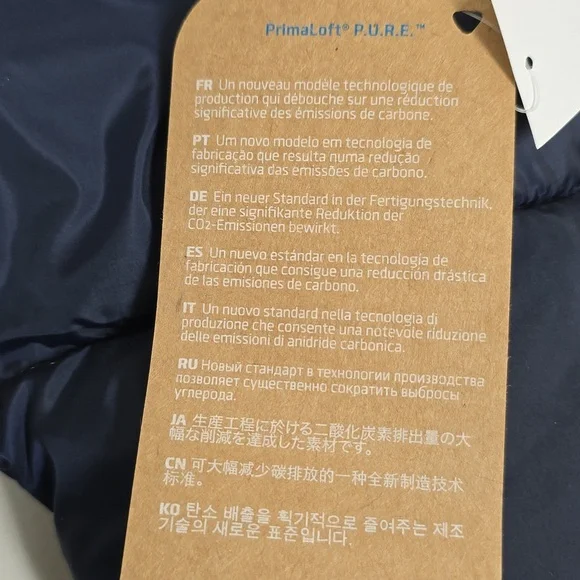 PrimaLoft® P.U.R.E.™
FR Un nouveau modèle technologique de
production qui débouche sur une réduction
significative des émissions de carbone.
PT Um novo modelo em tecnologia de
fabricação que resulta numa redução
significativa das emissões de carbono.
DE Ein neuer Standard in der Fertigungstechnik,
der eine signifikante Reduktion der
CO2-Emissionen bewirkt.
ES Un nuevo estándar en la tecnología de
fabricación que consigue una reducción drástica
de las emisiones de carbono.
IT Un nuovo standard nella tecnologia di
produzione che consente una notevole riduzione
delle emissioni di anidride carbonica.
RU Новый стандарт в технологии производства
позволяет существенно сократить выбросы
углерода.
JA 生産工程に於ける二酸化炭素排出量の大
幅な削減を達成した素材です。
CN 可大幅减少碳排放的一种全新制造技术
标准。
KO 탄소 배출을 획기적으로 줄여주는 제조
기술의 새로운 표준입니다.